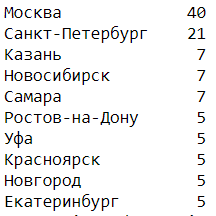 Москва 40
Санкт-Петербург 21
Казань 7
Новосибирск 7
Самара 7
Ростов-на-Дону 5
Уфа 5
Красноярск 5
Новгород 5
Екатеринбург 5